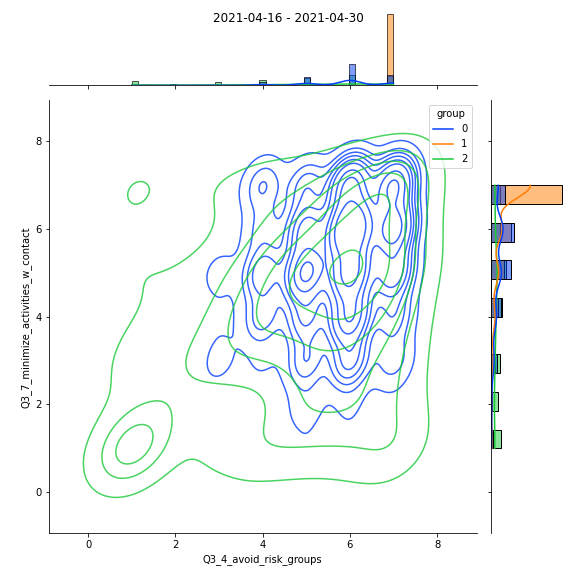 2021-04-16 - 2021-04-30
group
0
1
2
8
6
4
2
0
Q3_7_minimize_activities_w_contact
0 2 4 6 8
Q3_4_avoid_risk_groups